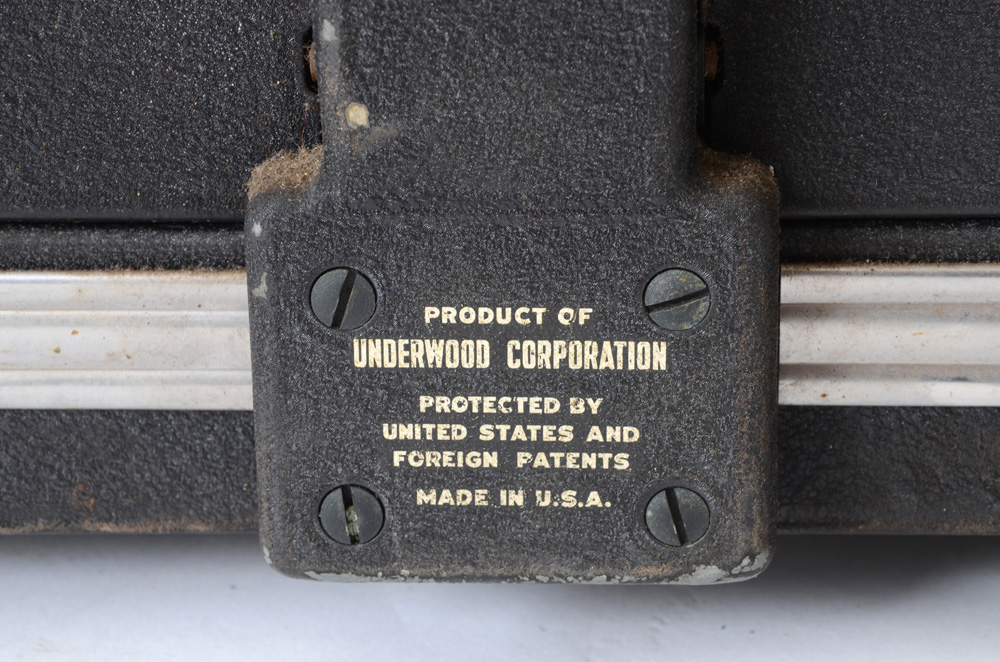 PRODUCT OF
UNDERWOOD CORPORATION
PROTECTED BY
UNITED STATES AND
FOREIGN PATENTS
MADE IN U.S.A.